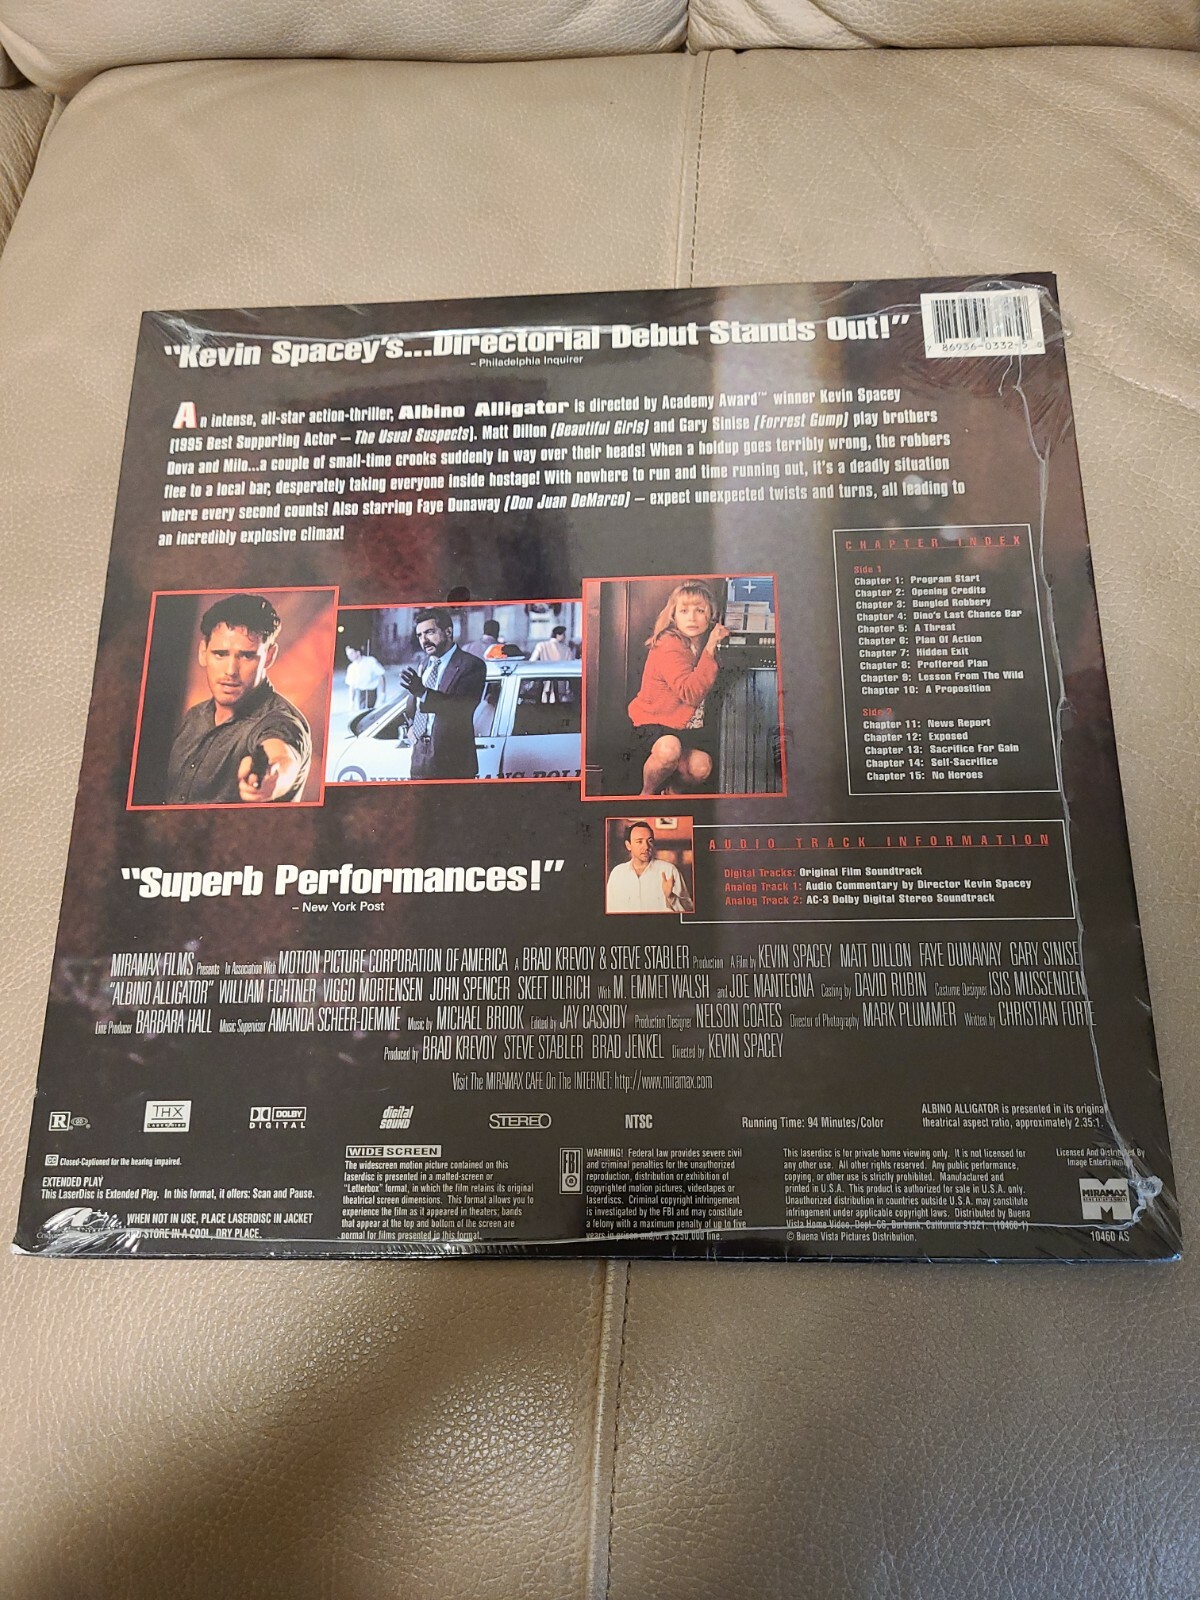 "Kevin Spacey's...Directorial Debut Stands Out!"
– Philadelphia Inquirer
7 86936-0332-5 0
An intense, all-star action-thriller, Albino Alligator is directed by Academy Award™ winner Kevin Spacey
(1995 Best Supporting Actor – The Usual Suspects). Matt Dillon (Beautiful Girls) and Gary Sinise (Forrest Gump) play brothers
Dova and Milo...a couple of small-time crooks suddenly in way over their heads! When a holdup goes terribly wrong, the robbers
flee to a local bar, desperately taking everyone inside hostage! With nowhere to run and time running out, it's a deadly situation
where every second counts! Also starring Faye Dunaway (Don Juan DeMarco) – expect unexpected twists and turns, all leading to
an incredibly explosive climax!
CHAPTER INDEX
Side 1
Chapter 1: Program Start
Chapter 2: Opening Credits
Chapter 3: Bungled Robbery
Chapter 4: Dino's Last Chance Bar
Chapter 5: A Threat
Chapter 6: Plan Of Action
Chapter 7: Hidden Exit
Chapter 8: Proffered Plan
Chapter 9: Lesson From The Wild
Chapter 10: A Proposition
Side 2
Chapter 11: News Report
Chapter 12: Exposed
Chapter 13: Sacrifice For Gain
Chapter 14: Self-Sacrifice
Chapter 15: No Heroes
AUDIO TRACK INFORMATION
Digital Tracks: Original Film Soundtrack
Analog Track 1: Audio Commentary by Director Kevin Spacey
Analog Track 2: AC-3 Dolby Digital Stereo Soundtrack
"Superb Performances!"
– New York Post
MIRAMAX FILMS Presents In Association With MOTION PICTURE CORPORATION OF AMERICA A BRAD KREVOY & STEVE STABLER Production A Film by KEVIN SPACEY MATT DILLON FAYE DUNAWAY GARY SINISE
"ALBINO ALLIGATOR" WILLIAM FICHTNER VIGGO MORTENSEN JOHN SPENCER SKEET ULRICH With M. EMMET WALSH and JOE MANTEGNA Casting by DAVID RUBIN Costume Designer ISIS MUSSENDEN
Line Producer BARBARA HALL Music Supervisor AMANDA SCHEER-DEMME Music by MICHAEL BROOK Edited by JAY CASSIDY Production Designer NELSON COATES Director of Photography MARK PLUMMER Written by CHRISTIAN FORTE
Produced by BRAD KREVOY STEVE STABLER BRAD JENKEL Directed by KEVIN SPACEY
Visit The MIRAMAX CAFE On The INTERNET: http://www.miramax.com
R THX DOLBY DIGITAL digital sound STEREO NTSC Running Time: 94 Minutes/Color
ALBINO ALLIGATOR is presented in its original
theatrical aspect ratio, approximately 2.35:1.
CC Closed-Captioned for the hearing impaired.
EXTENDED PLAY
This LaserDisc is Extended Play. In this format, it offers: Scan and Pause.
WHEN NOT IN USE, PLACE LASERDISC IN JACKET
AND STORE IN A COOL, DRY PLACE.
WIDE SCREEN
The widescreen motion picture contained on this
laserdisc is presented in a matted-screen or
"Letterbox" format, in which the film retains its original
theatrical screen dimensions. This format allows you to
experience the film as it appeared in theaters; bands
that appear at the top and bottom of the screen are
normal for films presented in this format.
FBI
WARNING! Federal law provides severe civil
and criminal penalties for the unauthorized
reproduction, distribution or exhibition of
copyrighted motion pictures, videotapes or
laserdiscs. Criminal copyright infringement
is investigated by the FBI and may constitute
a felony with a maximum penalty of up to five
years in prison and/or a $250,000 fine.
This laserdisc is for private home viewing only. It is not licensed for
any other use. All other rights reserved. Any public performance,
copying, or other use is strictly prohibited. Manufactured and
printed in U.S.A. This product is authorized for sale in U.S.A. only.
Unauthorized distribution in countries outside U.S.A. may constitute
infringement under applicable copyright laws. Distributed by Buena
Vista Home Video, Dept. CS, Burbank, California 91521. (10460-1)
© Buena Vista Pictures Distribution.
Licensed And Distributed By
Image Entertainment
MIRAMAX
10460 AS